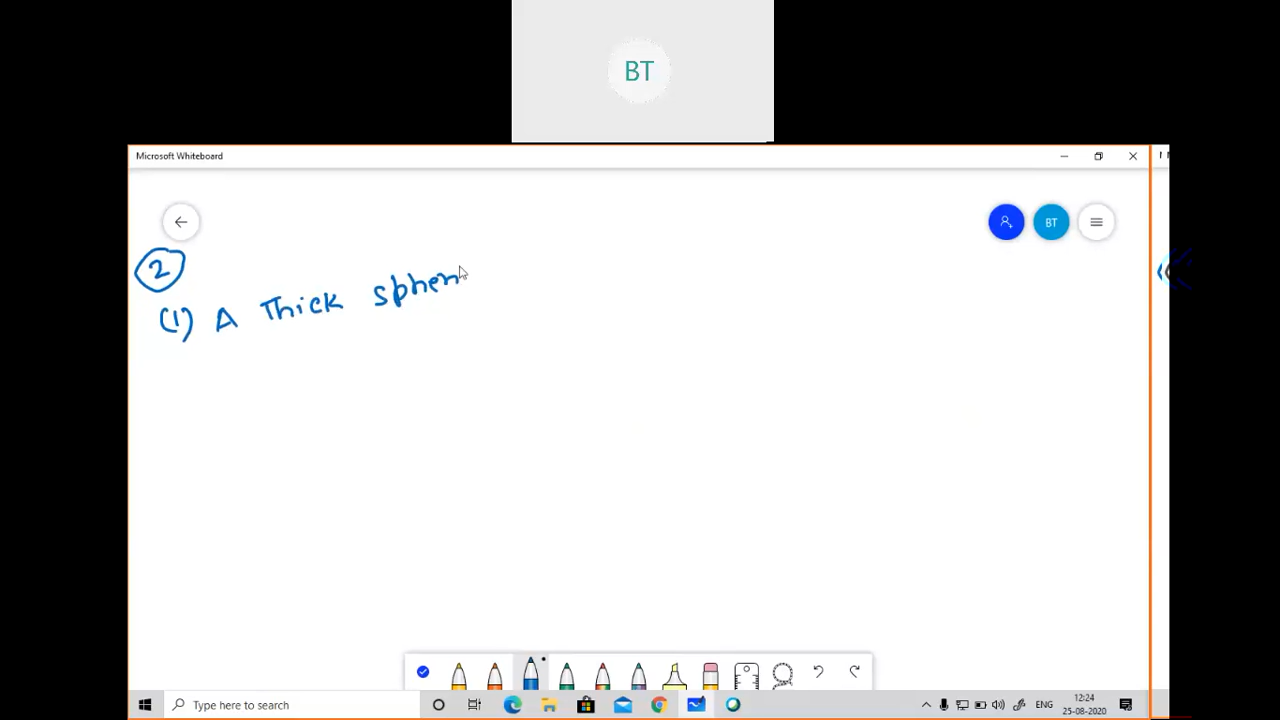 BT
Microsoft Whiteboard
BT
2
(1) A Thick spher
Type here to search
ENG
12:24
25-08-2020